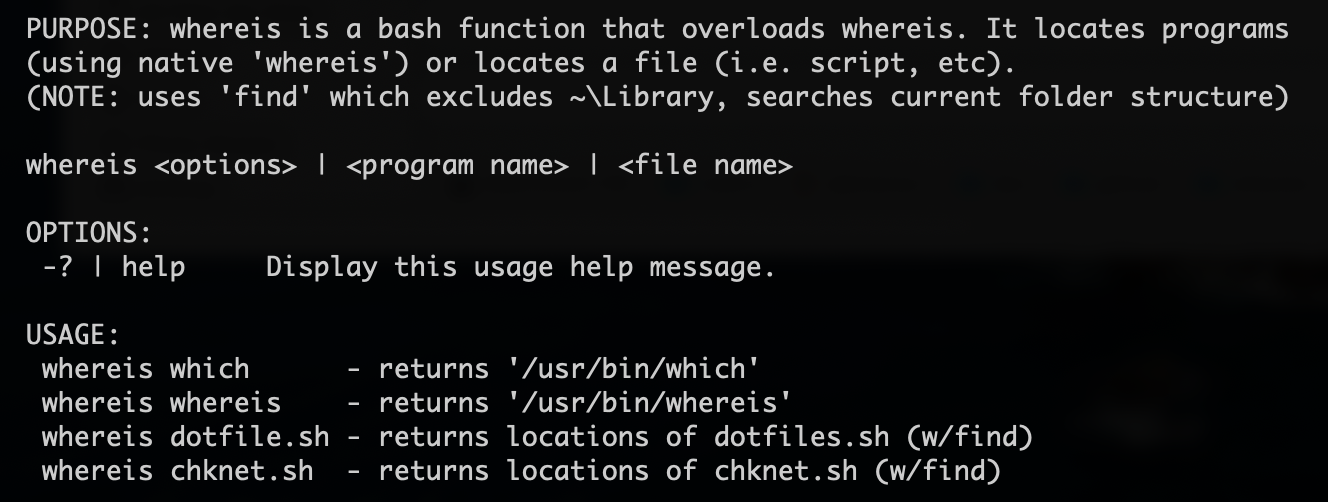 PURPOSE: whereis is a bash function that overloads whereis. It locates programs
(using native 'whereis') or locates a file (i.e. script, etc).
(NOTE: uses 'find' which excludes ~\Library, searches current folder structure)
whereis <options> | <program name> | <file name>
OPTIONS:
-? | help     Display this usage help message.
USAGE:
whereis which      - returns '/usr/bin/which'
whereis whereis    - returns '/usr/bin/whereis'
whereis dotfile.sh - returns locations of dotfiles.sh (w/find)
whereis chknet.sh  - returns locations of chknet.sh (w/find)